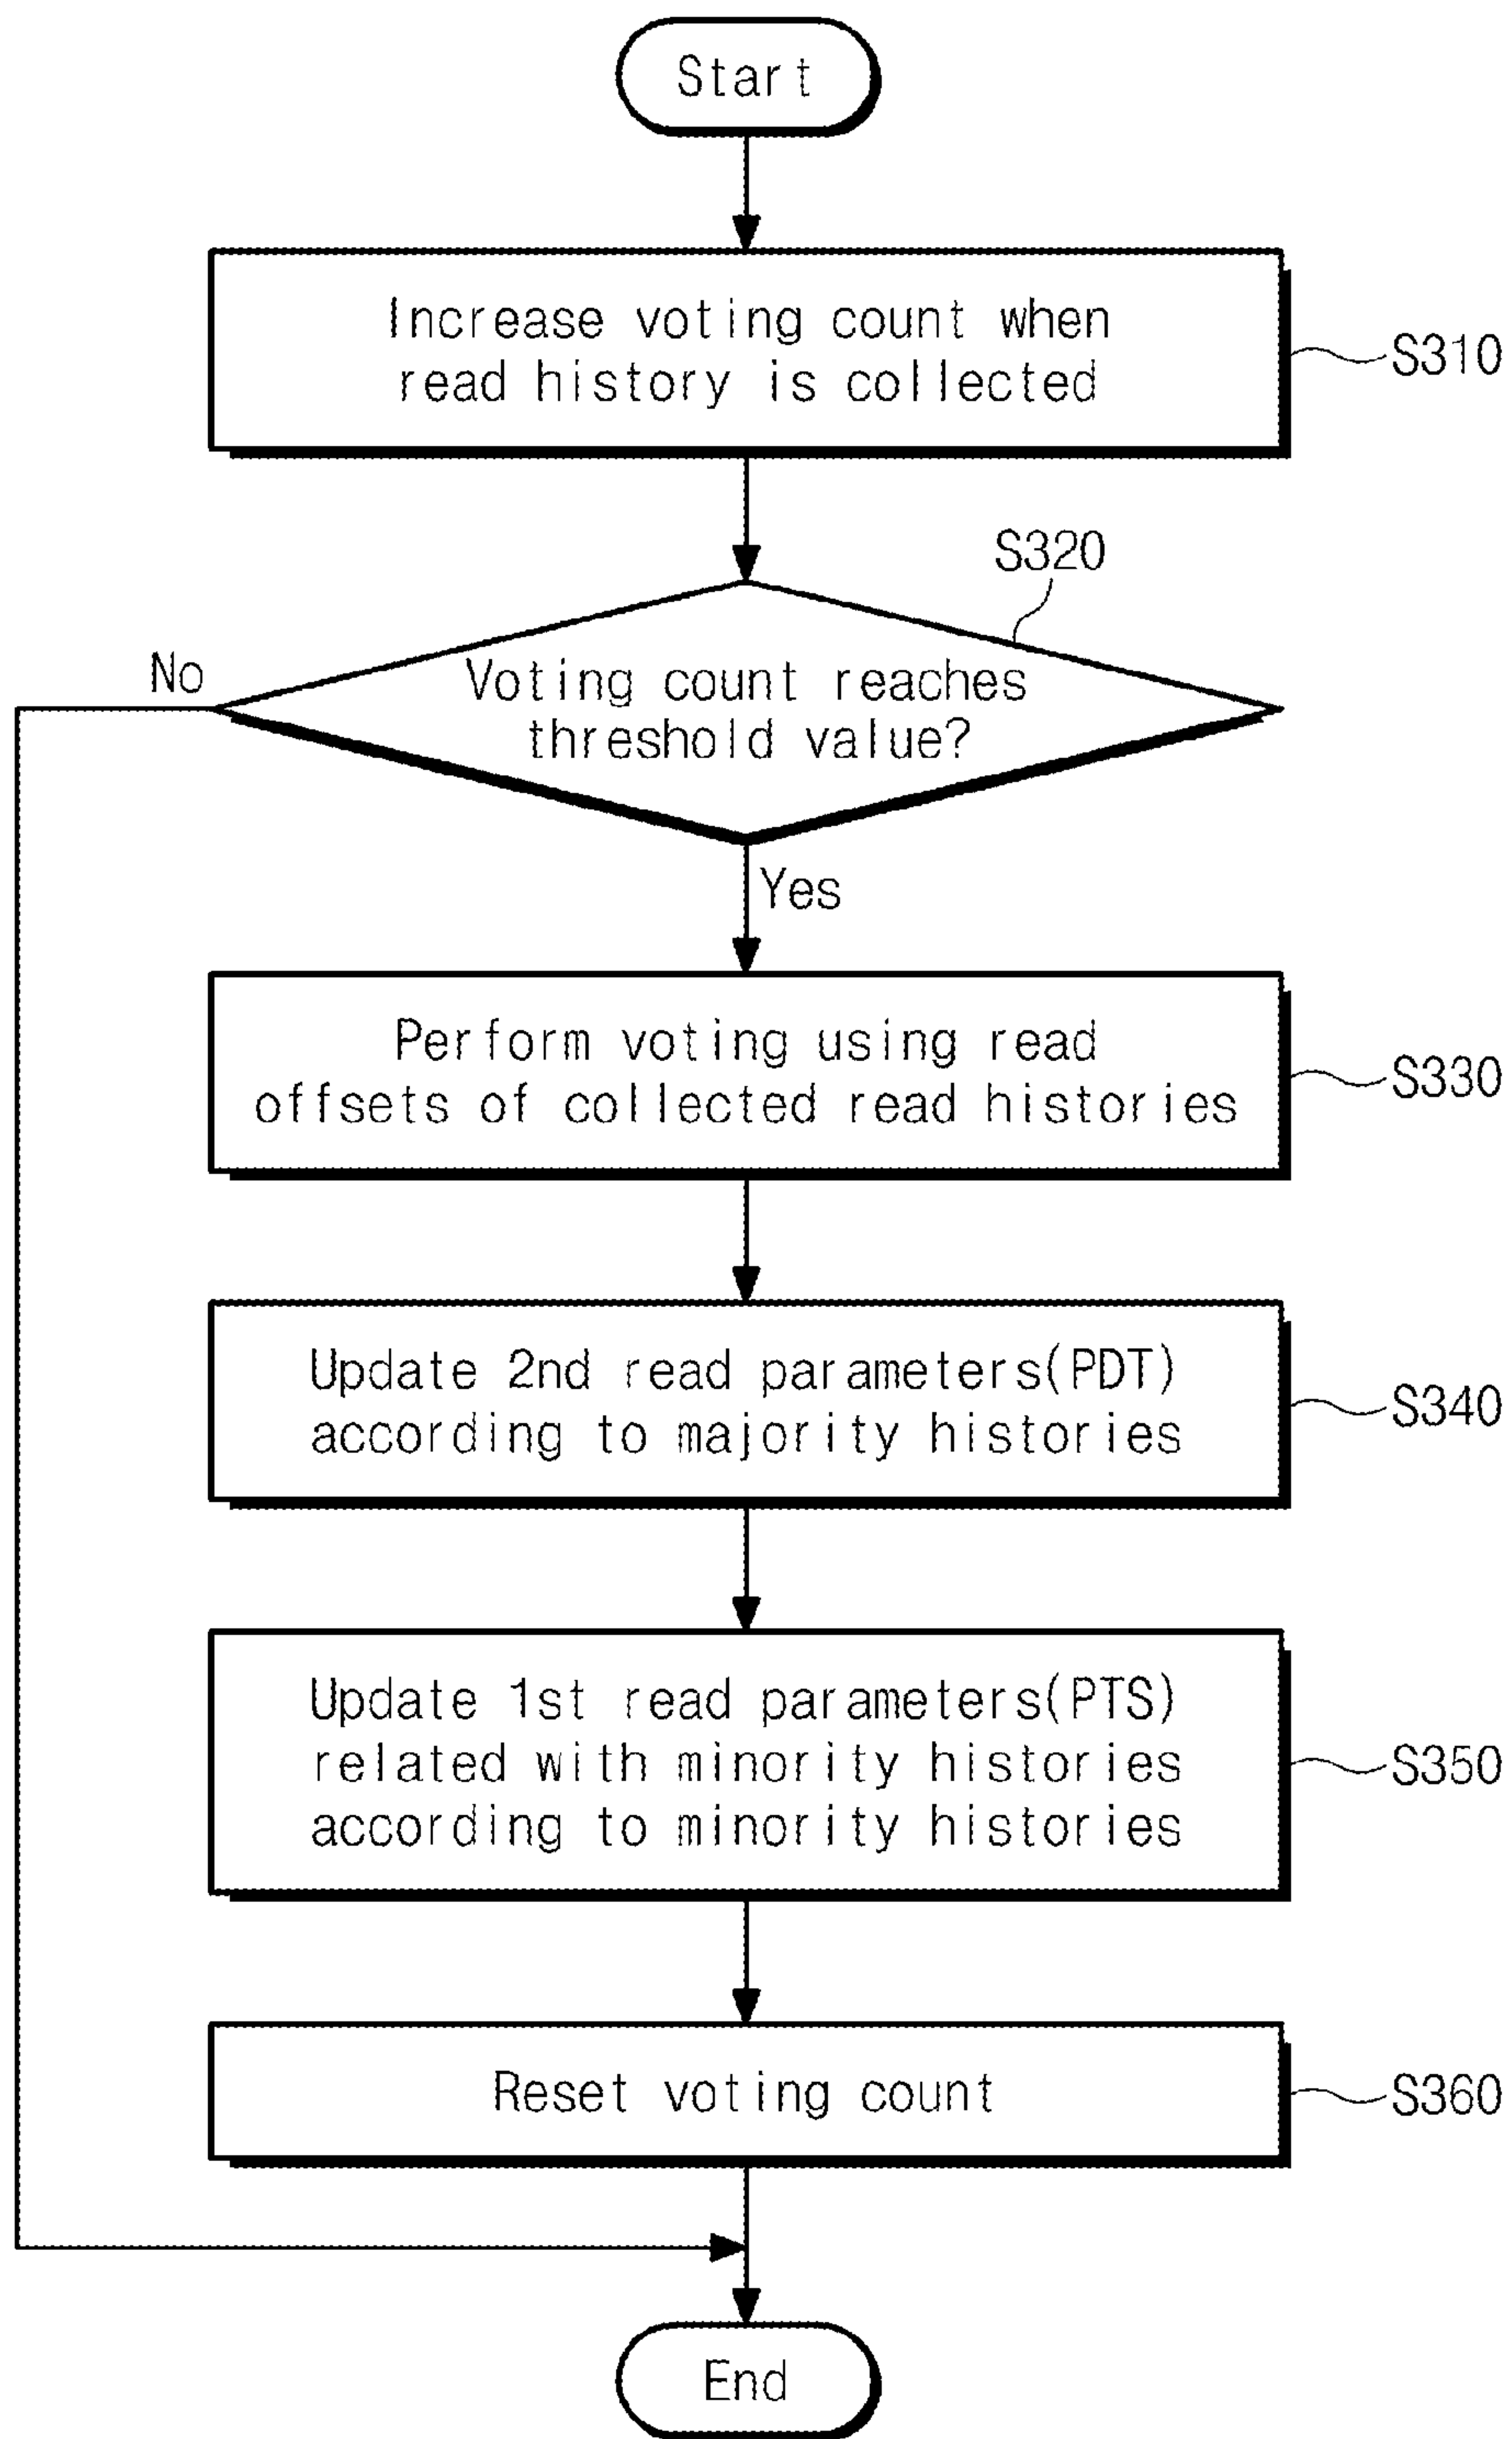 Start
Increase voting count when
read history is collected
S310
S320
No
Voting count reaches
threshold value?
Yes
Perform voting using read
offsets of collected read histories
S330
Update 2nd read parameters(PDT)
according to majority histories
S340
Update 1st read parameters(PTS)
related with minority histories
according to minority histories
S350
Reset voting count
S360
End